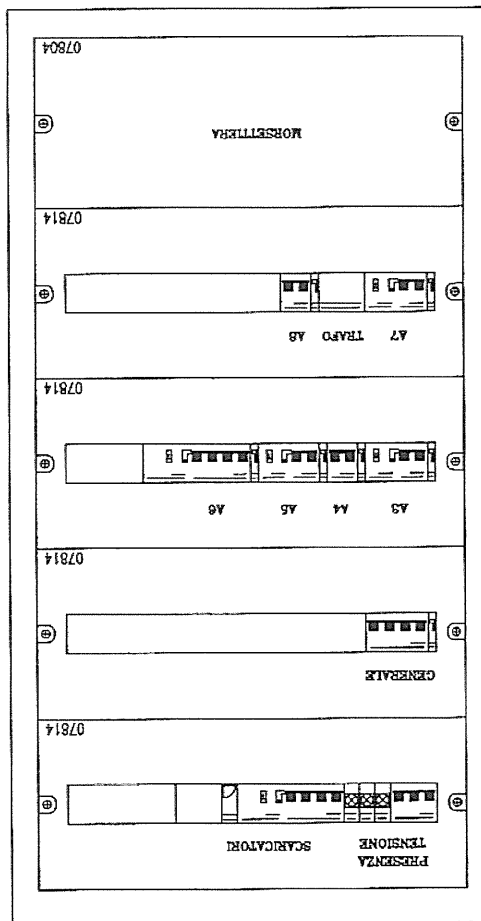 PRESENZA
TENSIONE
SCARICATORI
07814
GENERALE
07814
A3
A4
A5
A6
07814
A7
TRAFO
A8
07814
MORSETTIERA
07804